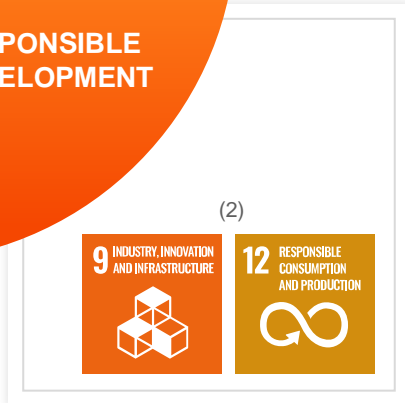 PONSIBLE
ELOPMENT
(2)
9 INDUSTRY, INNOVATION
AND INFRASTRUCTURE
12 RESPONSIBLE
CONSUMPTION
AND PRODUCTION